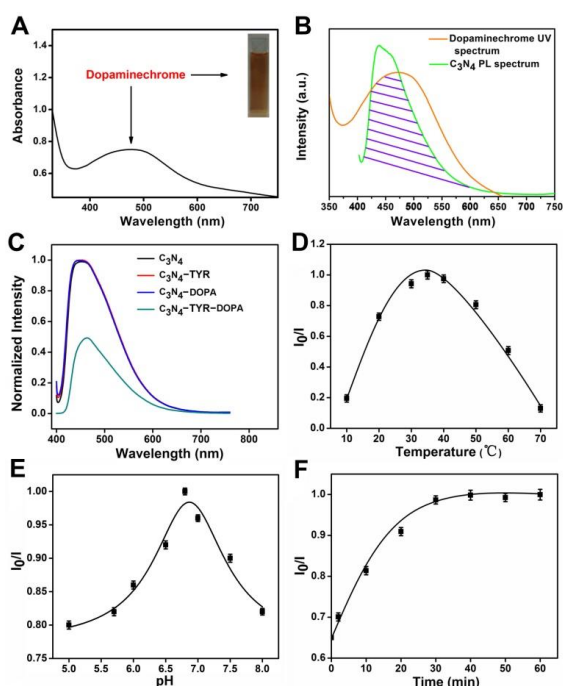 A
Absorbance
1.4
1.2
1.0
0.8
0.6
Dopaminechrome
400
500
600
700
Wavelength (nm)
B
Intensity (a.u.)
Dopaminechrome UV
spectrum
C₃N₄ PL spectrum
350
400
450
500
550
600
650
700
750
Wavelength (nm)
C
Normalized Intensity
1.0
0.8
0.6
0.4
0.2
0.0
C₃N₄
C₃N₄−TYR
C₃N₄−DOPA
C₃N₄−TYR−DOPA
400
500
600
700
800
Wavelength (nm)
D
I₀/I
1.2
1.0
0.8
0.6
0.4
0.2
0.0
10
20
30
40
50
60
70
Temperature (℃)
E
I₀/I
1.00
0.95
0.90
0.85
0.80
0.75
5.0
5.5
6.0
6.5
7.0
7.5
8.0
pH
F
I₀/I
1.0
0.9
0.8
0.7
0.6
0
10
20
30
40
50
60
Time (min)